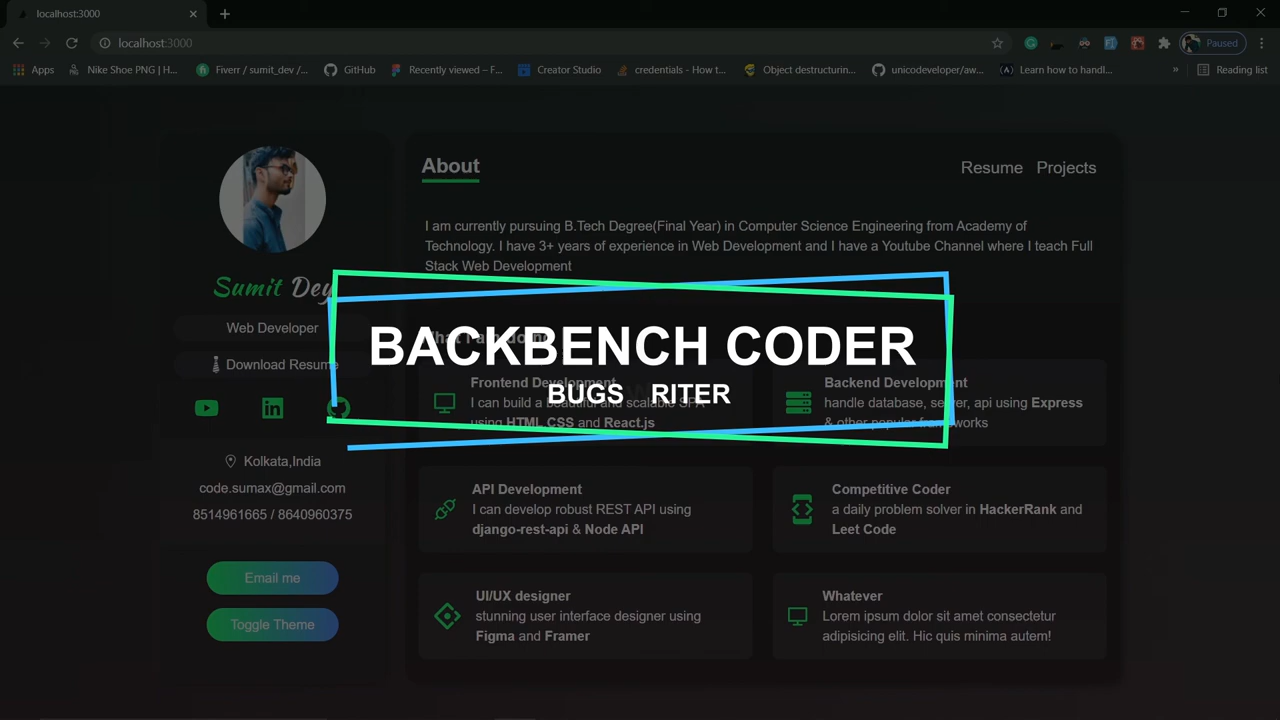 localhost:3000
localhost:3000
Paused
Apps
Nike Shoe PNG | H...
Fiverr / sumit_dey /...
GitHub
Recently viewed – F...
Creator Studio
credentials - How t...
Object destructurin...
unicodeveloper/aw...
Learn how to handl...
»
Reading list
About
Resume
Projects
I am currently pursuing B.Tech Degree(Final Year) in Computer Science Engineering from Academy of
Technology. I have 3+ years of experience in Web Development and I have a Youtube Channel where I teach Full
Stack Web Development
Sumit Dey
Web Developer
Download Resume
Kolkata,India
code.sumax@gmail.com
8514961665 / 8640960375
Email me
Toggle Theme
BACKBENCH CODER
BUGS RITER
What I am doing
Frontend Development
I can build a beautiful and scalable SPA
using HTML,CSS and React.js
Backend Development
handle database, server, api using Express
& other popular frameworks
API Development
I can develop robust REST API using
django-rest-api & Node API
Competitive Coder
a daily problem solver in HackerRank and
Leet Code
UI/UX designer
stunning user interface designer using
Figma and Framer
Whatever
Lorem ipsum dolor sit amet consectetur
adipisicing elit. Hic quis minima autem!